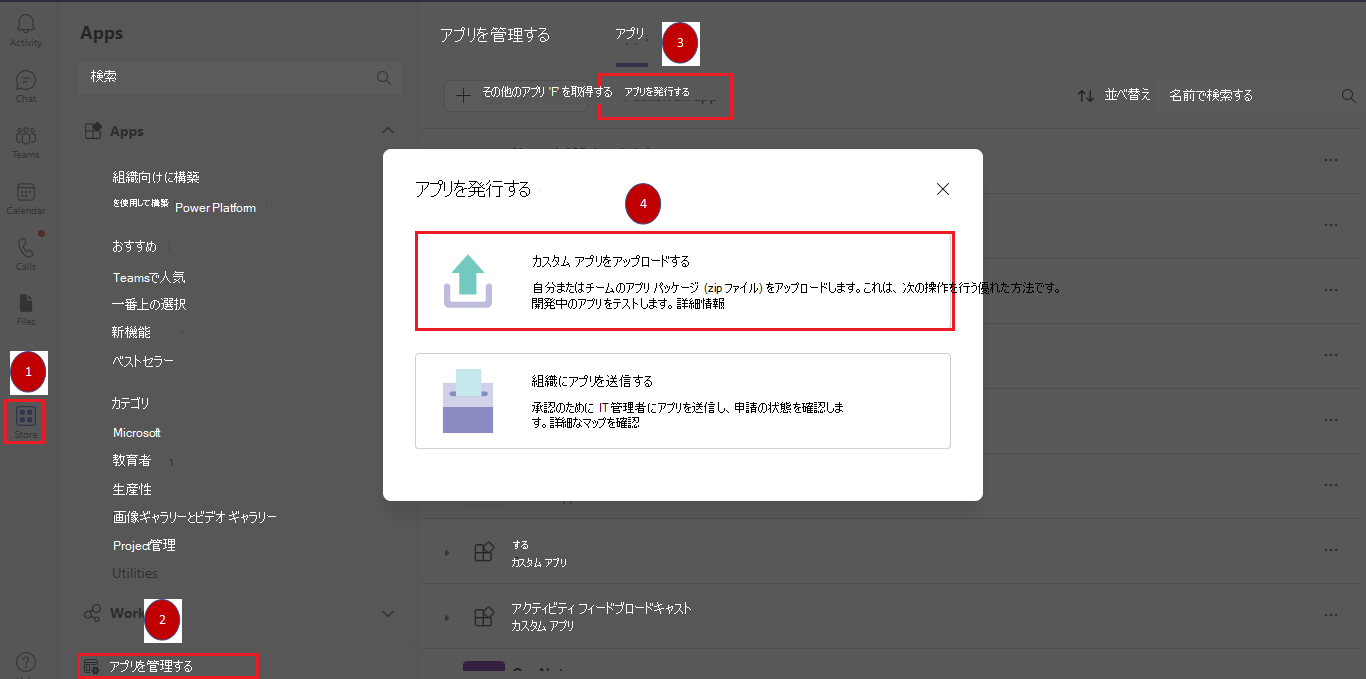 Activity
Chat
Teams
Calendar
Calls
Files
1
Store
Apps
検索
Apps
組織向けに構築
を使用して構築 Power Platform
おすすめ
Teamsで人気
一番上の選択
新機能
ベストセラー
カテゴリ
Microsoft
教育者
生産性
画像ギャラリーとビデオ ギャラリー
Project管理
Utilities
Work
2
アプリを管理する
アプリを管理する
アプリ
3
その他のアプリ 'F' を取得する
アプリを発行する
並べ替え
名前で検索する
アプリを発行する
4
カスタム アプリをアップロードする
自分またはチームのアプリ パッケージ (zip ファイル) をアップロードします。これは、次の操作を行う優れた方法です。
開発中のアプリをテストします。詳細情報
組織にアプリを送信する
承認のために IT 管理者にアプリを送信し、申請の状態を確認しま
す。詳細なマップを確認
する
カスタム アプリ
アクティビティ フィードブロードキャスト
カスタム アプリ